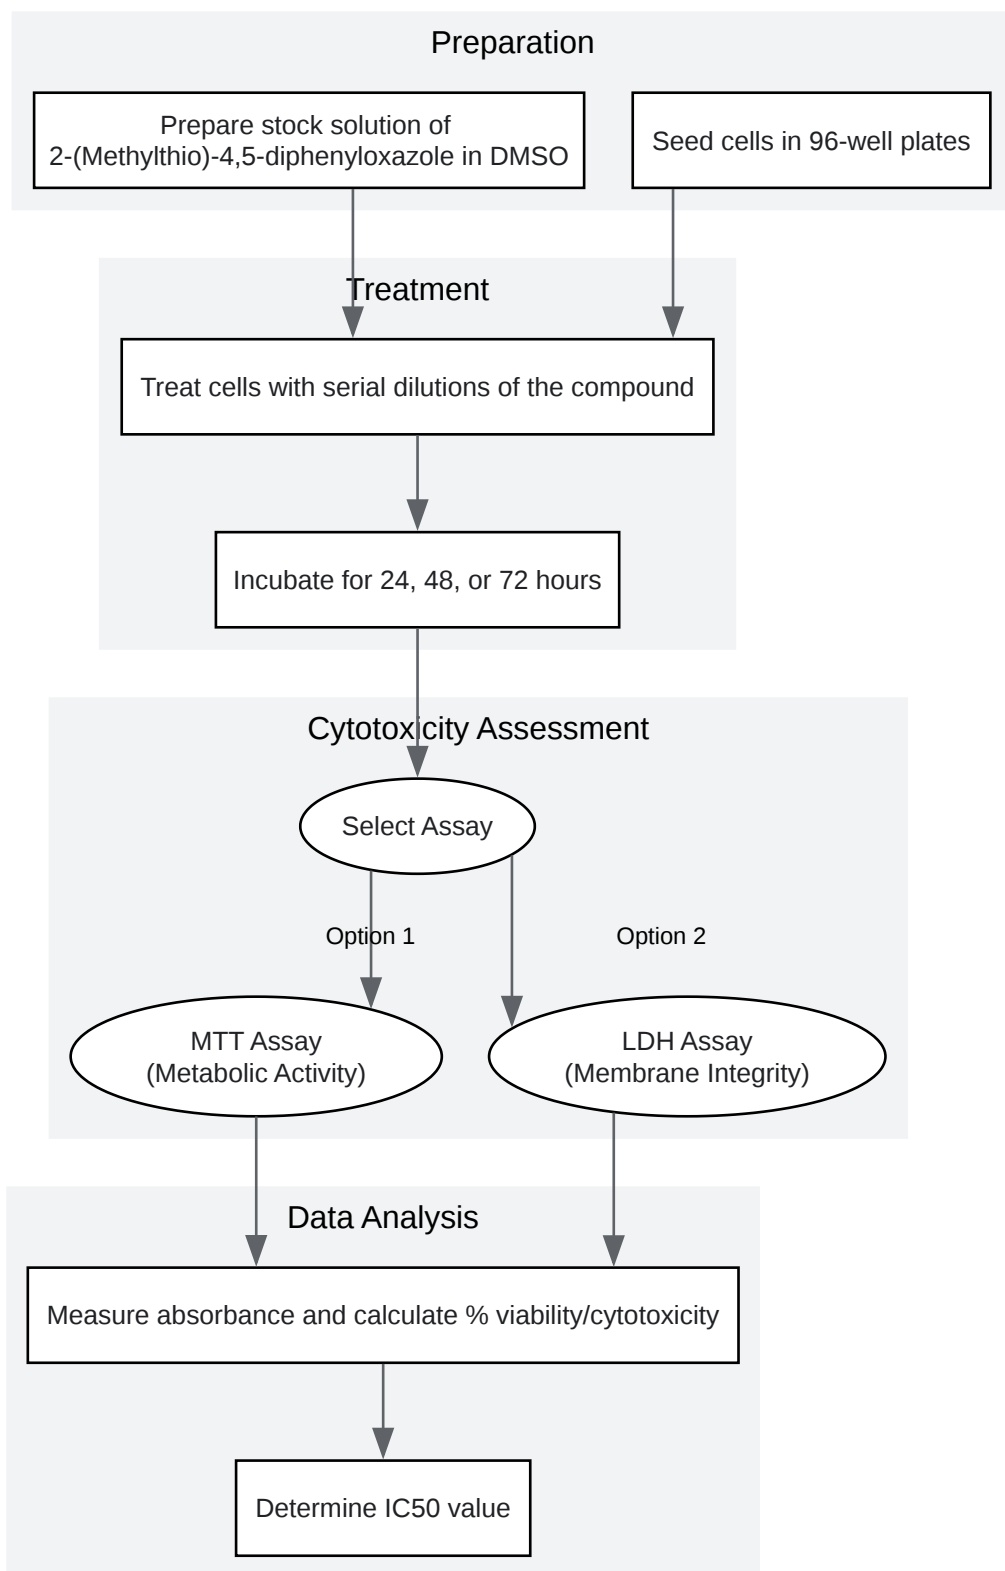 Preparation
Prepare stock solution of
2-(Methylthio)-4,5-diphenyloxazole in DMSO
Seed cells in 96-well plates
Treatment
Treat cells with serial dilutions of the compound
Incubate for 24, 48, or 72 hours
Cytotoxicity Assessment
Select Assay
Option 1
Option 2
MTT Assay
(Metabolic Activity)
LDH Assay
(Membrane Integrity)
Data Analysis
Measure absorbance and calculate % viability/cytotoxicity
Determine IC50 value